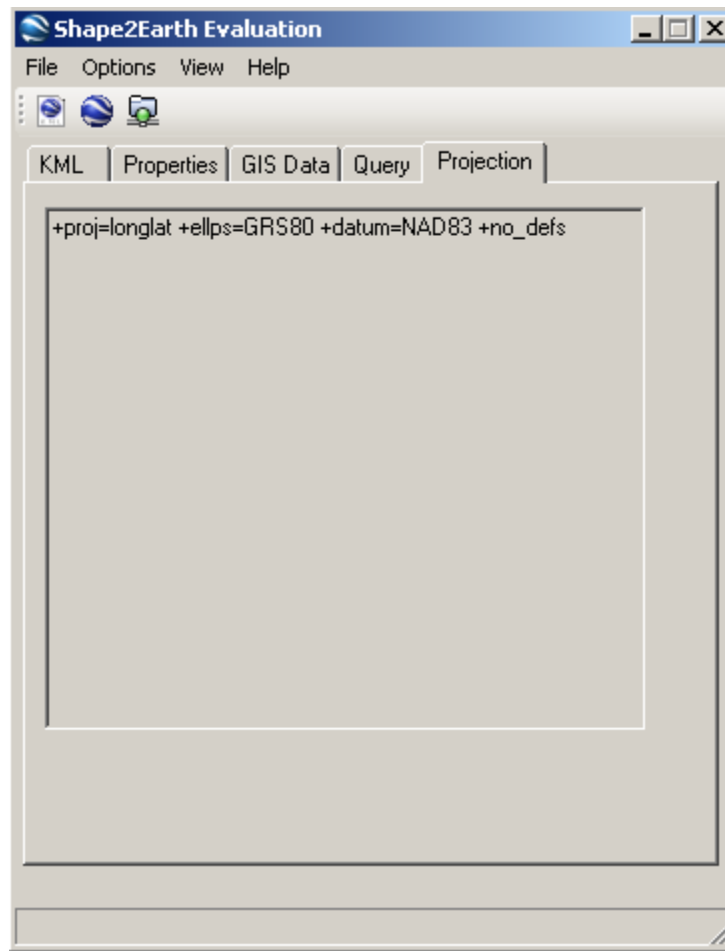 Shape2Earth Evaluation
File Options View Help
KML Properties GIS Data Query Projection
+proj=longlat +ellps=GRS80 +datum=NAD83 +no_defs